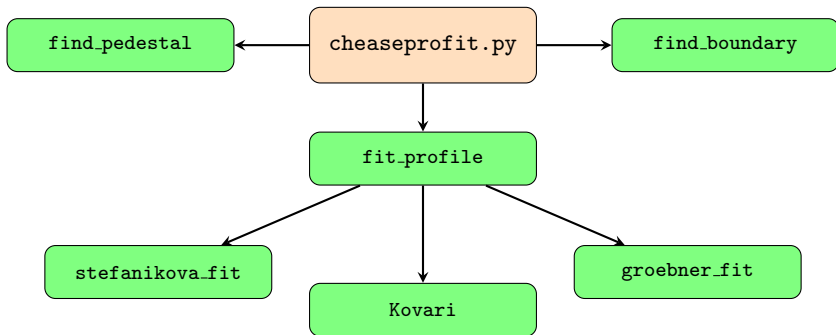 find_pedestal
cheaseprofit.py
find_boundary
fit_profile
stefanikova_fit
Kovari
groebner_fit